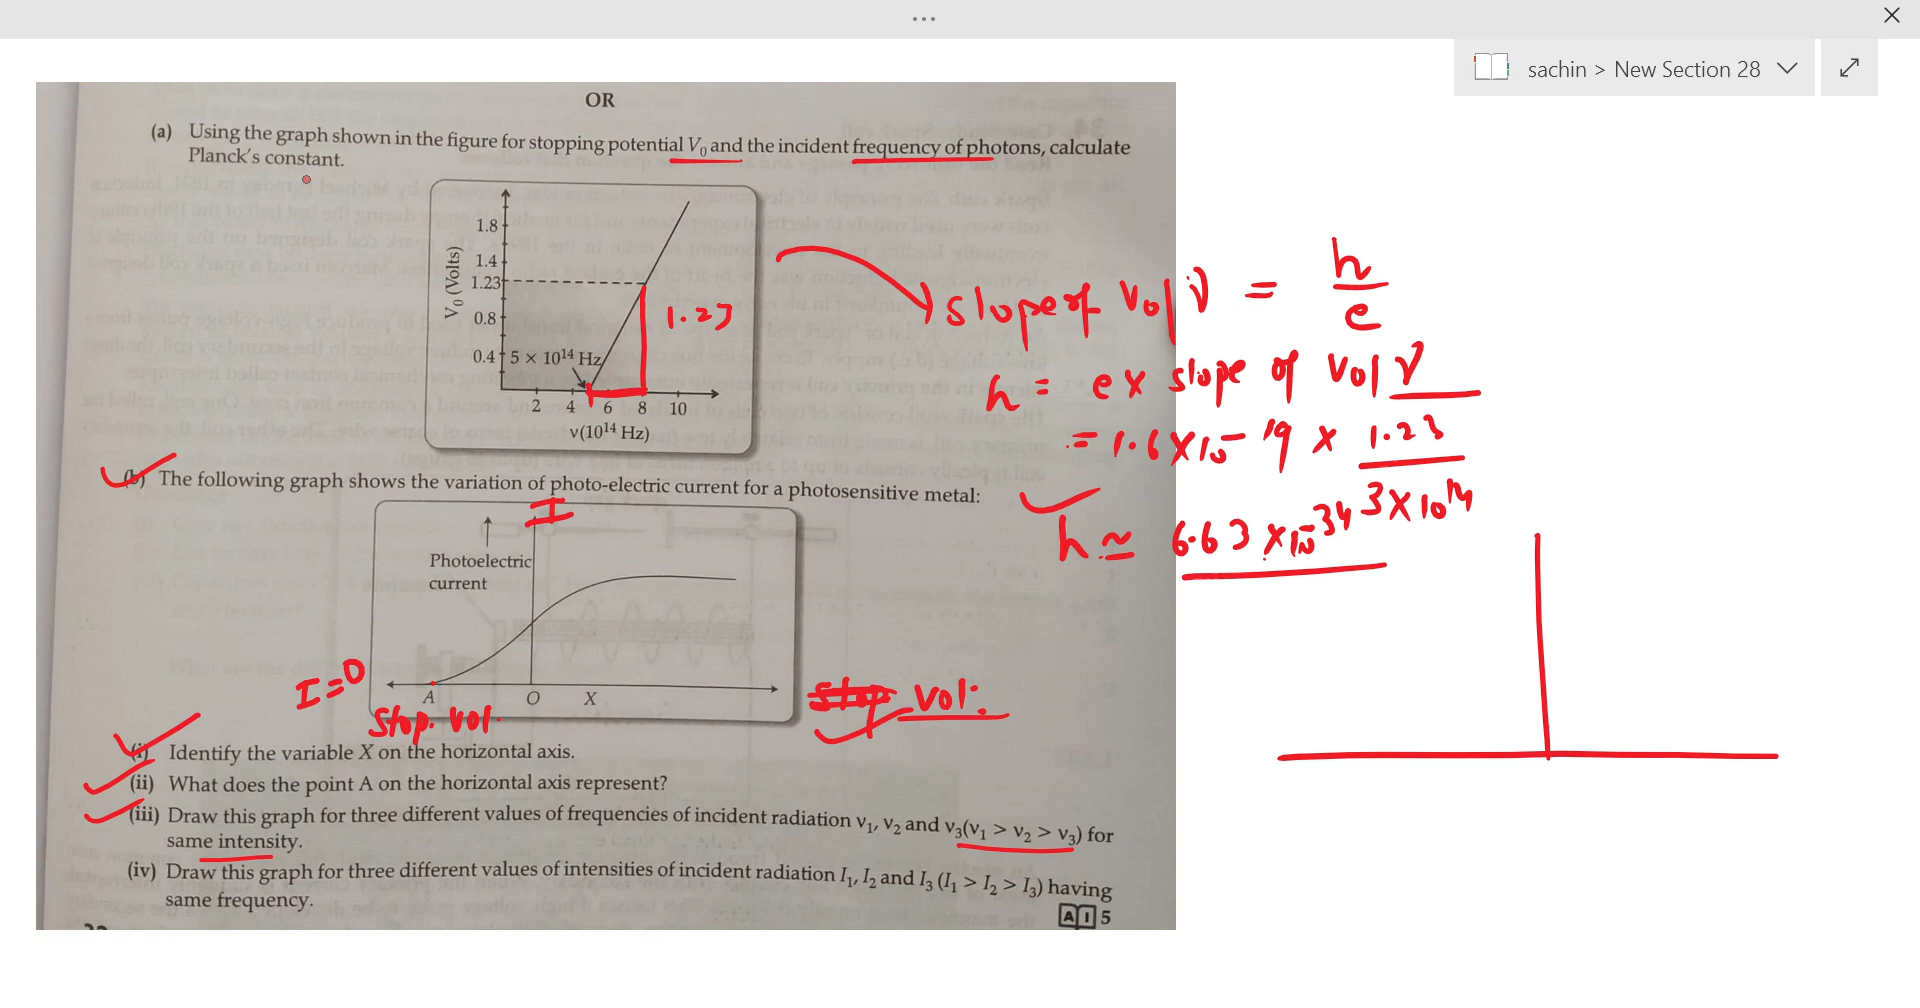 sachin > New Section 28
OR
(a) Using the graph shown in the figure for stopping potential V₀ and the incident frequency of photons, calculate
Planck's constant.
1.8
1.4
1.23
0.8
0.4
V₀ (Volts)
5 × 10¹⁴ Hz
2 4 6 8 10
ν(10¹⁴ Hz)
1.23
slope of V₀|ν = h/e
h = e × slope of V₀|ν
= 1.6×10⁻¹⁹ × 1.23
3×10¹⁴
h ≃ 6.63 ×10⁻³⁴
(b) The following graph shows the variation of photo-electric current for a photosensitive metal:
I
Photoelectric
current
I=0
A O X
stop. vol.
stop vol.
(i) Identify the variable X on the horizontal axis.
(ii) What does the point A on the horizontal axis represent?
(iii) Draw this graph for three different values of frequencies of incident radiation ν₁, ν₂ and ν₃(ν₁ > ν₂ > ν₃) for
same intensity.
(iv) Draw this graph for three different values of intensities of incident radiation I₁, I₂ and I₃ (I₁ > I₂ > I₃) having
same frequency.
AI 5